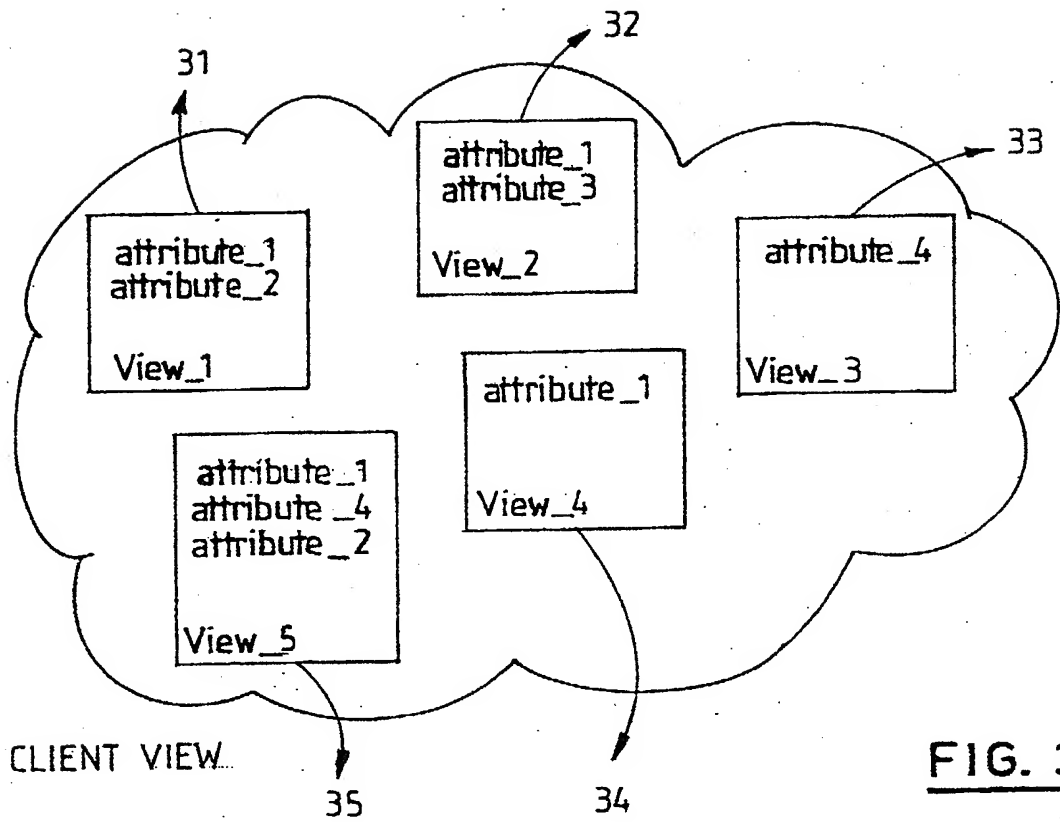 32
31
33
attribute_1
attribute_3
View_2
attribute_1
attribute_2
View_1
attribute_4
View_3
attribute_1
View_4
attribute_1
attribute_4
attribute_2
View_5
CLIENT VIEW
35
34
FIG.